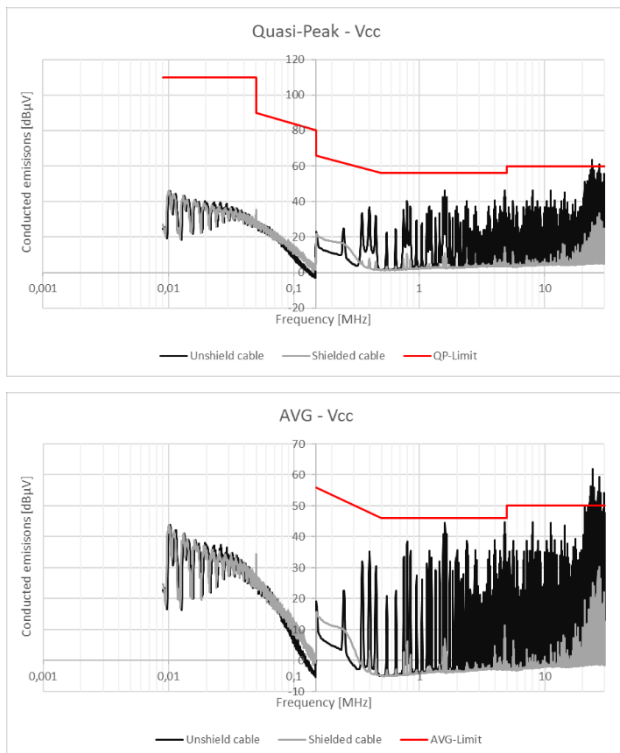 Quasi-Peak - Vcc
Conducted emisisons [dBµV]
120
100
80
60
40
20
0
-20
0,001
0,01
0,1
1
10
Frequency [MHz]
Unshield cable
Shielded cable
QP-Limit
AVG - Vcc
Conducted emisisons [dBµV]
70
60
50
40
30
20
10
0
-10
0,001
0,01
0,1
1
10
Frequency [MHz]
Unshield cable
Shielded cable
AVG-Limit